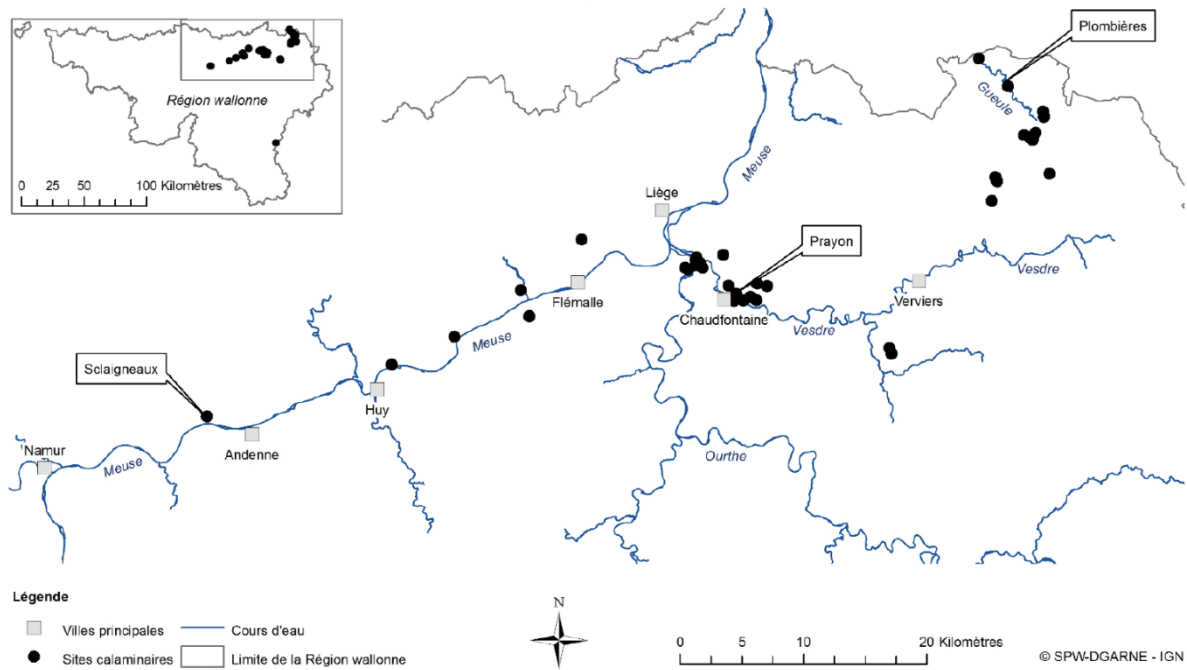 Région wallonne
0 25 50 100 Kilomètres
Plombières
Gueule
Meuse
Liège
Prayon
Flémalle
Chaudfontaine
Verviers
Vesdre
Vesdre
Meuse
Sclaigneaux
Huy
Namur
Andenne
Meuse
Ourthe
Légende
Villes principales
Cours d'eau
Sites calaminaires
Limite de la Région wallonne
N
0 5 10 20 Kilomètres
© SPW-DGARNE - IGN